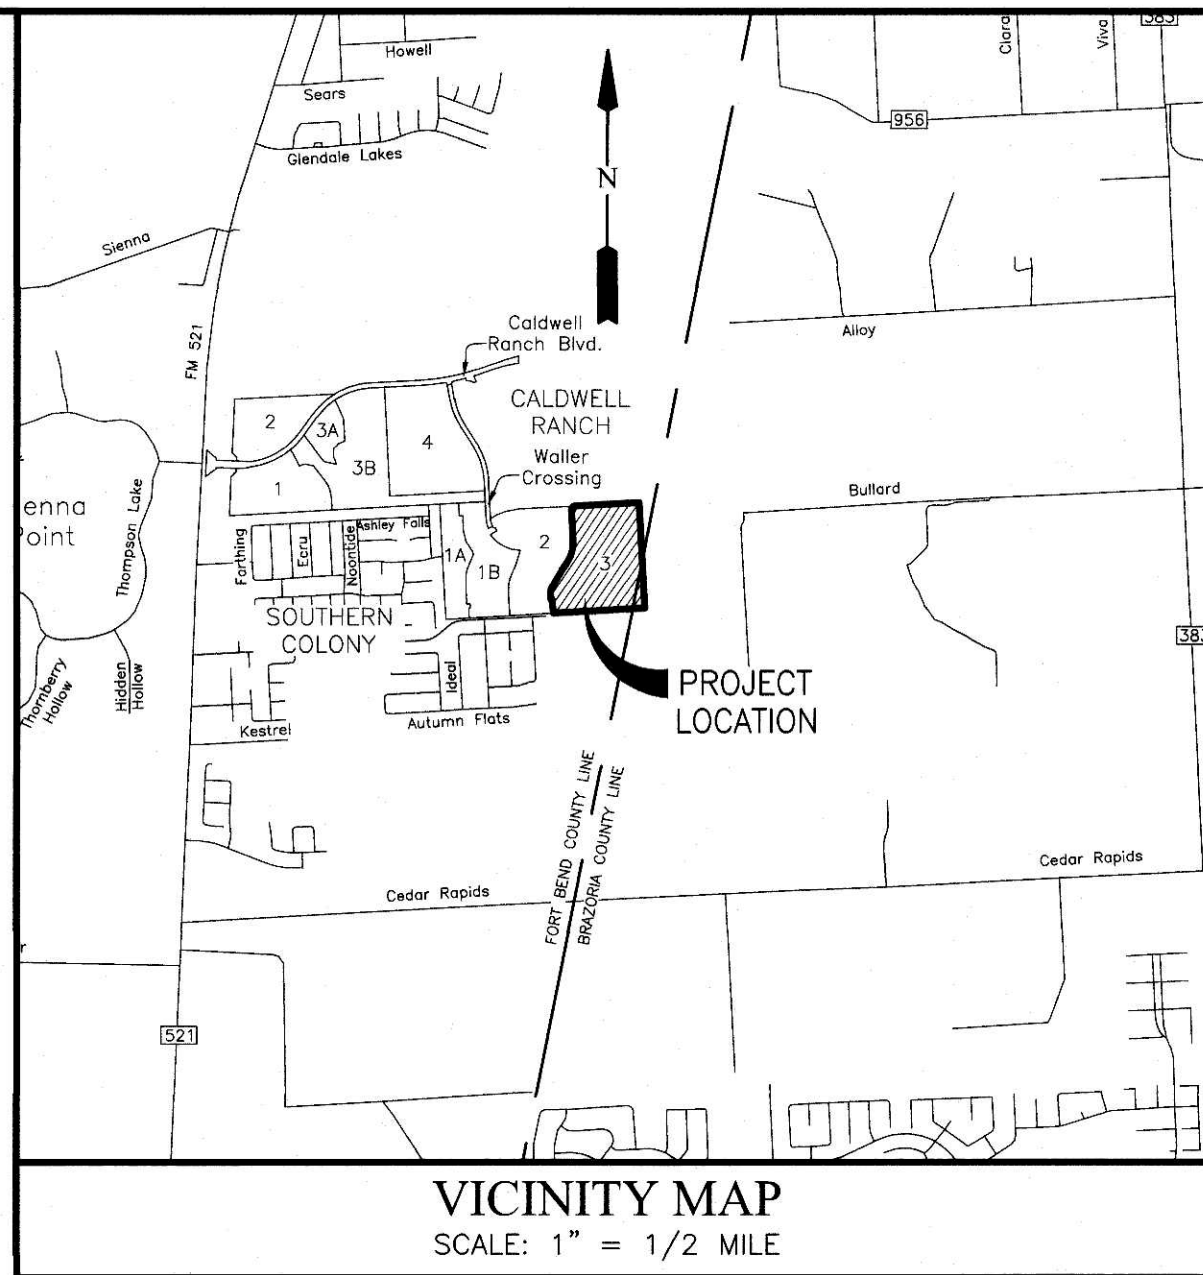 383
Clara
Viva
Howell
Sears
956
Glendale Lakes
N
Sienna
FM 521
Alloy
Caldwell
Ranch Blvd.
CALDWELL
RANCH
2
3A
4
3B
Waller
Crossing
1
Bullard
enna
Point
Thompson Lake
Farthing
Ecru
Noontide
Ashley Falls
1A
1B
2
3
SOUTHERN
COLONY
383
Thornberry
Hollow
Hidden
Hollow
Ideal
PROJECT
LOCATION
Kestrel
Autumn Flats
FORT BEND COUNTY LINE
BRAZORIA COUNTY LINE
Cedar Rapids
Cedar Rapids
r
521
VICINITY MAP
SCALE: 1" = 1/2 MILE